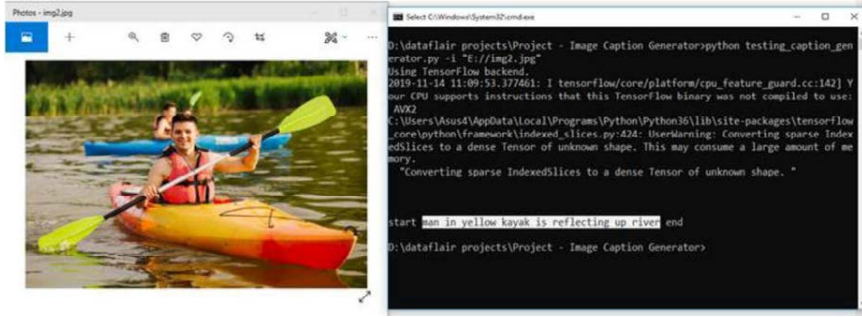 Photos - img2.jpg
Select C:\Windows\System32\cmd.exe
D:\dataflair projects\Project - Image Caption Generator>python testing_caption_gen
erator.py -i "E://img2.jpg"
Using TensorFlow backend.
2019-11-14 11:09:53.377461: I tensorflow/core/platform/cpu_feature_guard.cc:142] Y
our CPU supports instructions that this TensorFlow binary was not compiled to use:
AVX2
C:\Users\Asus4\AppData\Local\Programs\Python\Python36\lib\site-packages\tensorflow
_core\python\framework\indexed_slices.py:424: UserWarning: Converting sparse Index
edSlices to a dense Tensor of unknown shape. This may consume a large amount of me
mory.
"Converting sparse IndexedSlices to a dense Tensor of unknown shape. "
start man in yellow kayak is reflecting up river end
D:\dataflair projects\Project - Image Caption Generator>